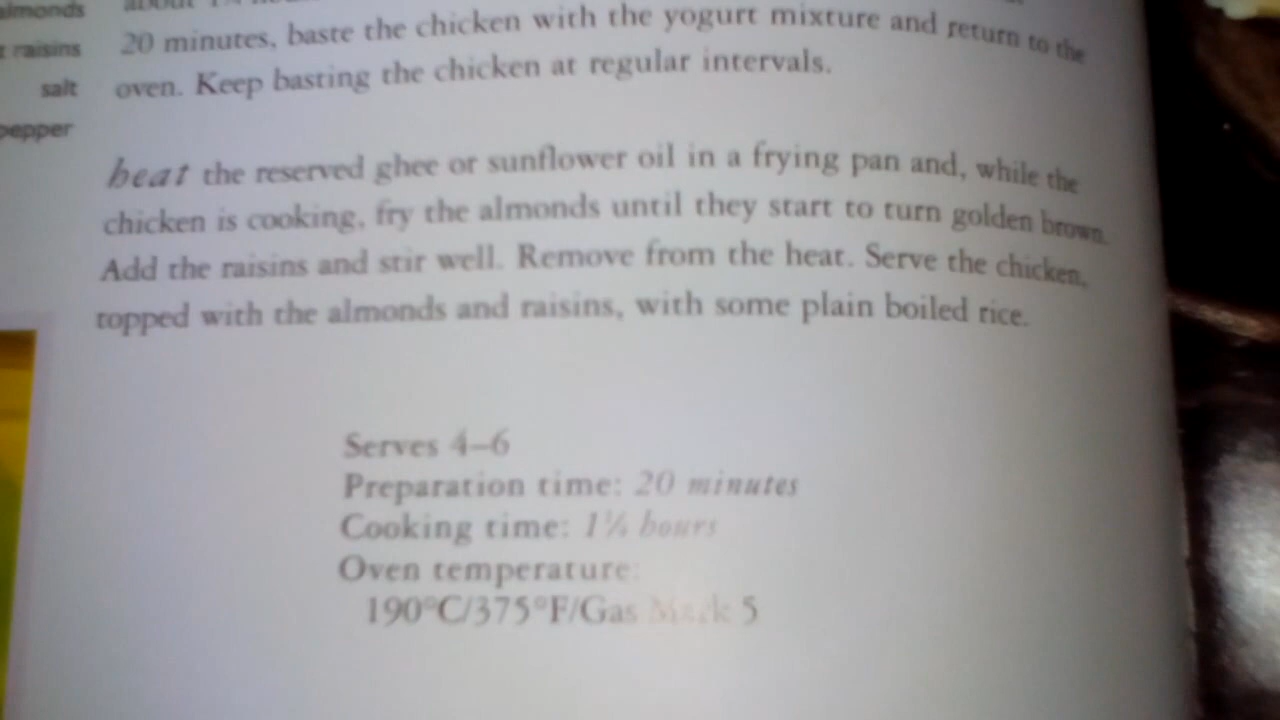 almonds
raisins
salt
pepper
about 1¼
20 minutes, baste the chicken with the yogurt mixture and return to the
oven. Keep basting the chicken at regular intervals.
heat the reserved ghee or sunflower oil in a frying pan and, while the
chicken is cooking, fry the almonds until they start to turn golden brown.
Add the raisins and stir well. Remove from the heat. Serve the chicken,
topped with the almonds and raisins, with some plain boiled rice.
Serves 4–6
Preparation time: 20 minutes
Cooking time: 1¼ hours
Oven temperature:
190°C/375°F/Gas Mark 5